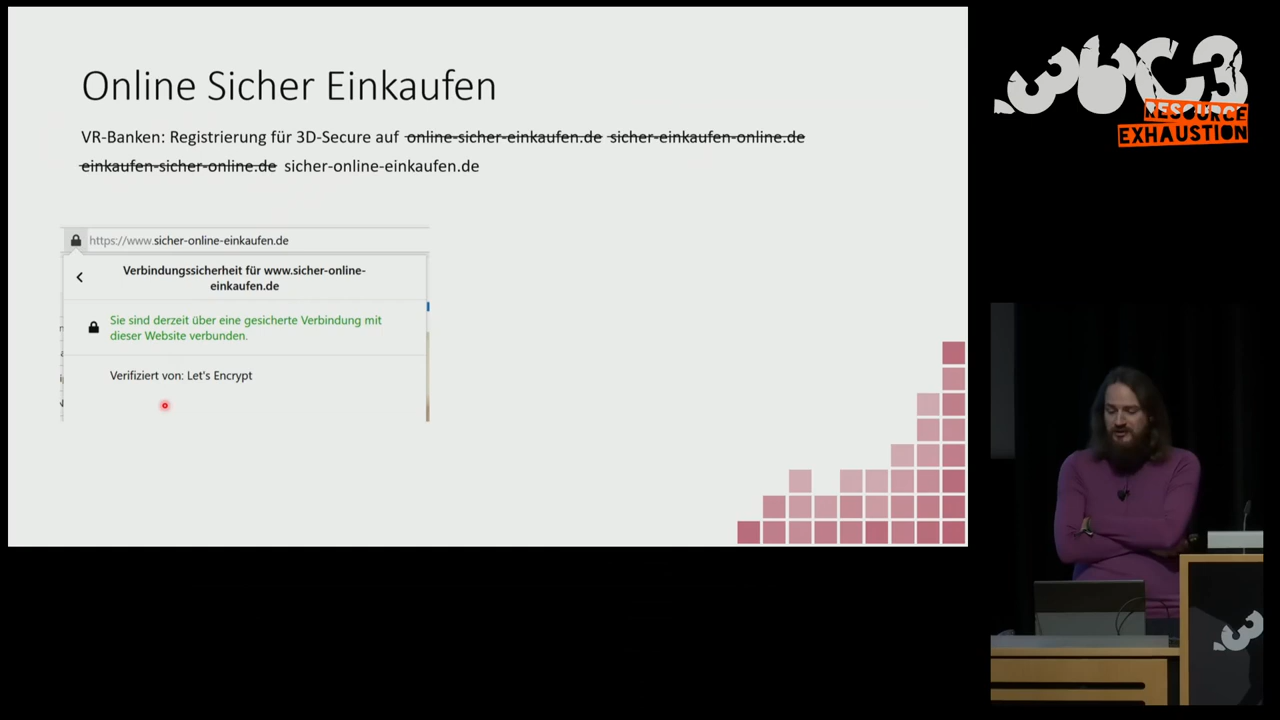 Online Sicher Einkaufen
VR-Banken: Registrierung für 3D-Secure auf online-sicher-einkaufen.de sicher-einkaufen-online.de
einkaufen-sicher-online.de sicher-online-einkaufen.de
https://www.sicher-online-einkaufen.de
Verbindungssicherheit für www.sicher-online-
einkaufen.de
Sie sind derzeit über eine gesicherte Verbindung mit
dieser Website verbunden.
Verifiziert von: Let's Encrypt
36C3
RESOURCE
EXHAUSTION